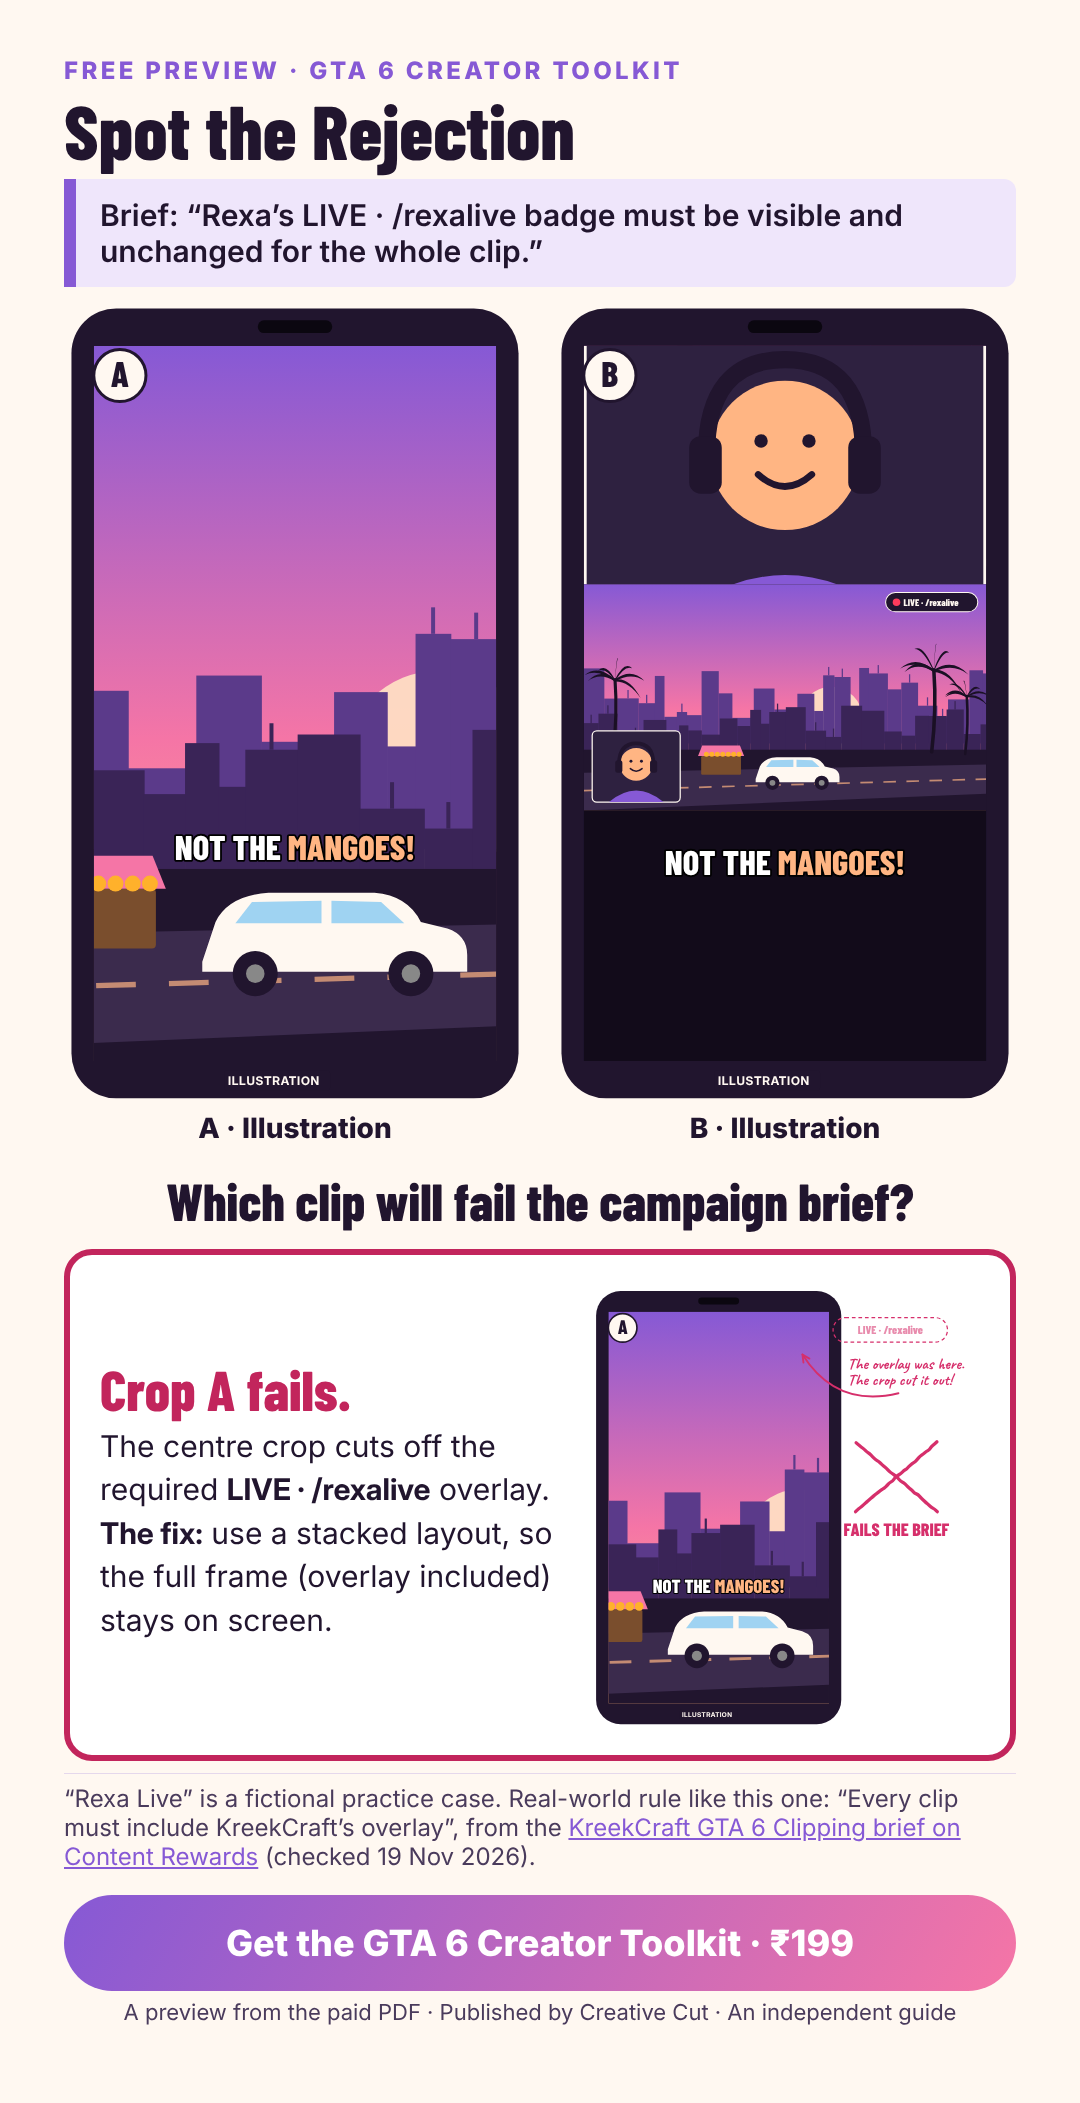 FREE PREVIEW · GTA 6 CREATOR TOOLKIT
Spot the Rejection
Brief: “Rexa’s LIVE · /rexalive badge must be visible and
unchanged for the whole clip.”
A
NOT THE MANGOES!
ILLUSTRATION
A · Illustration
B
LIVE · /rexalive
NOT THE MANGOES!
ILLUSTRATION
B · Illustration
Which clip will fail the campaign brief?
Crop A fails.
The centre crop cuts off the
required LIVE · /rexalive overlay.
The fix: use a stacked layout, so
the full frame (overlay included)
stays on screen.
A
LIVE · /rexalive
The overlay was here.
The crop cut it out!
FAILS THE BRIEF
NOT THE MANGOES!
ILLUSTRATION
“Rexa Live” is a fictional practice case. Real-world rule like this one: “Every clip
must include KreekCraft’s overlay”, from the KreekCraft GTA 6 Clipping brief on
Content Rewards (checked 19 Nov 2026).
Get the GTA 6 Creator Toolkit · ₹199
A preview from the paid PDF · Published by Creative Cut · An independent guide